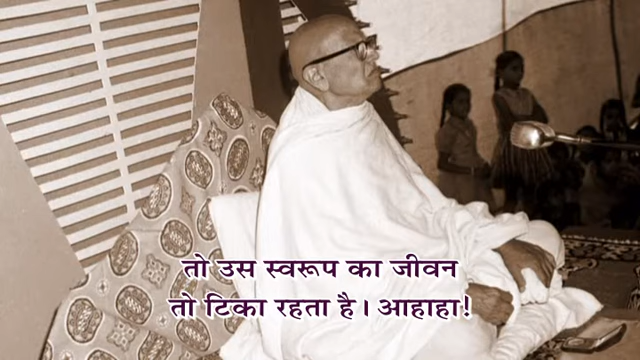 तो उस स्वरूप का जीवन
तो टिका रहता है। आहाहा!